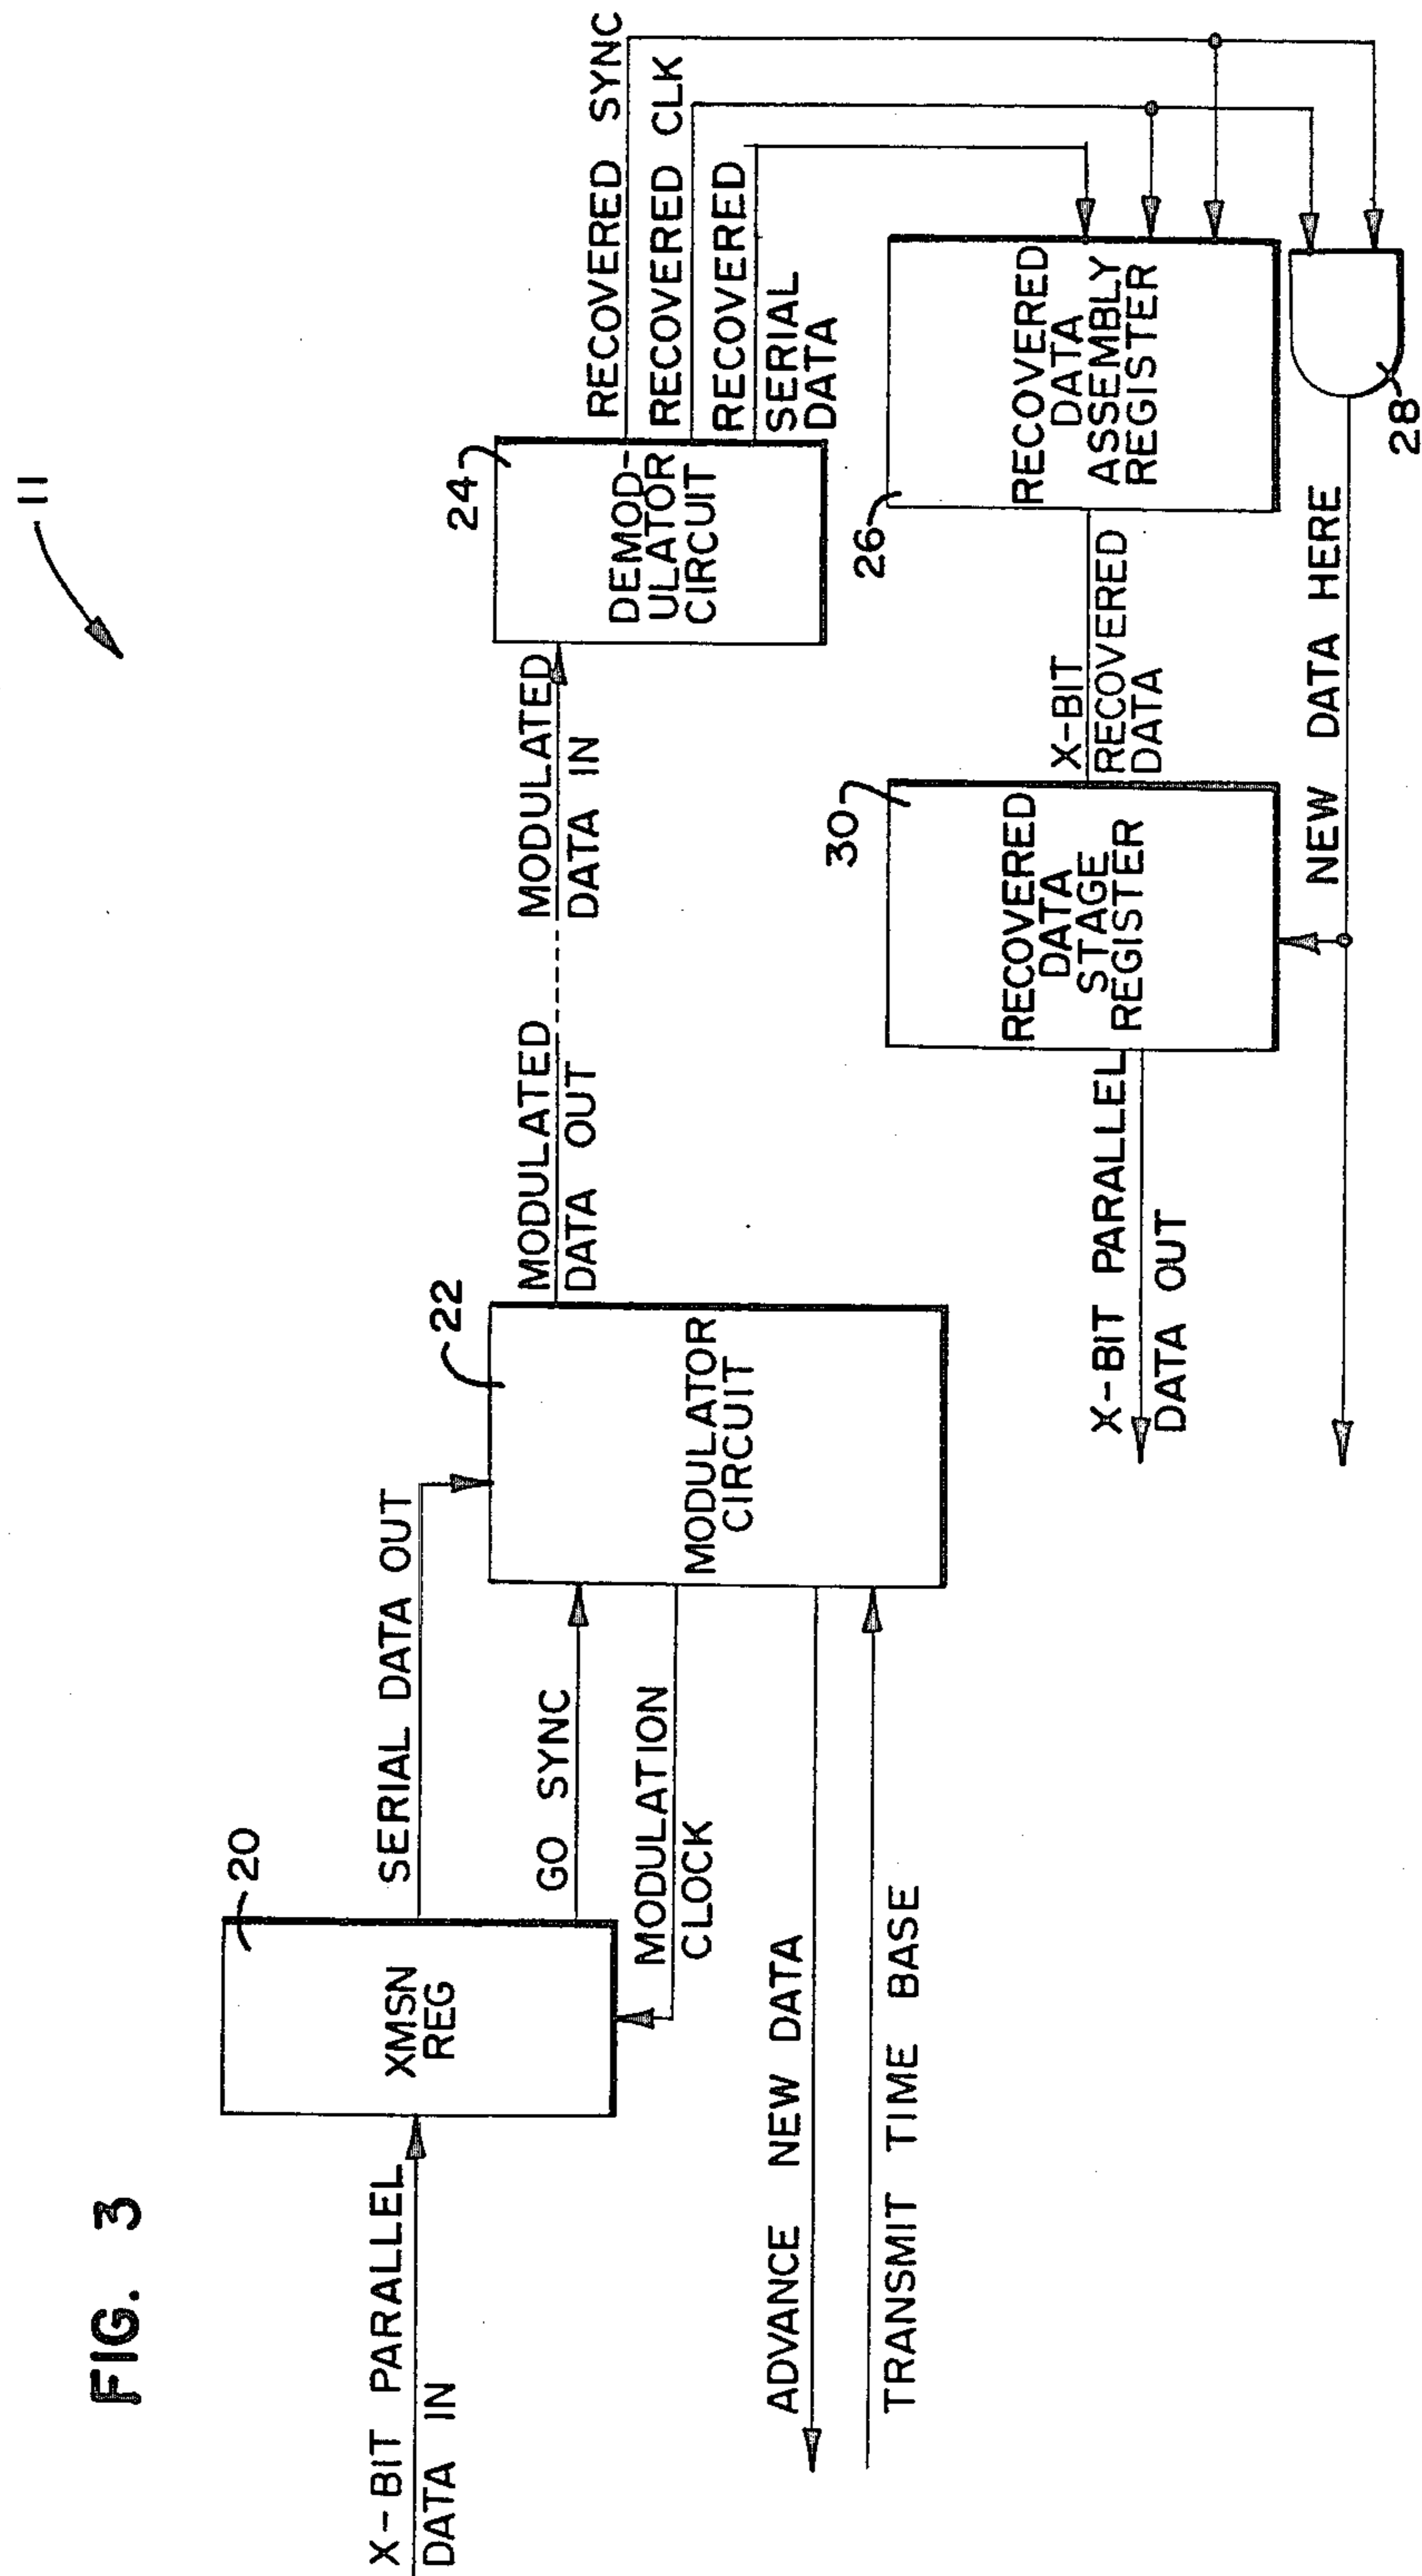 FIG. 3
11
X-BIT PARALLEL
DATA IN
20
XMSN
REG
SERIAL DATA OUT
GO SYNC
MODULATION
CLOCK
ADVANCE NEW DATA
TRANSMIT TIME BASE
22
MODULATOR
CIRCUIT
MODULATED
DATA OUT
MODULATED
DATA IN
24
DEMOD-
ULATOR
CIRCUIT
RECOVERED SYNC
RECOVERED CLK
RECOVERED
SERIAL
DATA
26
RECOVERED
DATA
ASSEMBLY
REGISTER
28
X-BIT
RECOVERED
DATA
30
RECOVERED
DATA
STAGE
REGISTER
X-BIT PARALLEL
DATA OUT
NEW DATA HERE